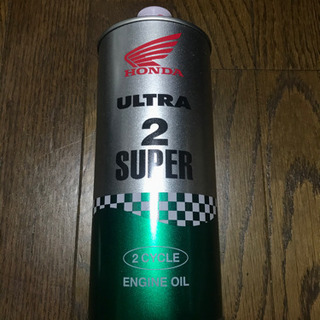 HONDA
ULTRA
2
SUPER
2 CYCLE
ENGINE OIL